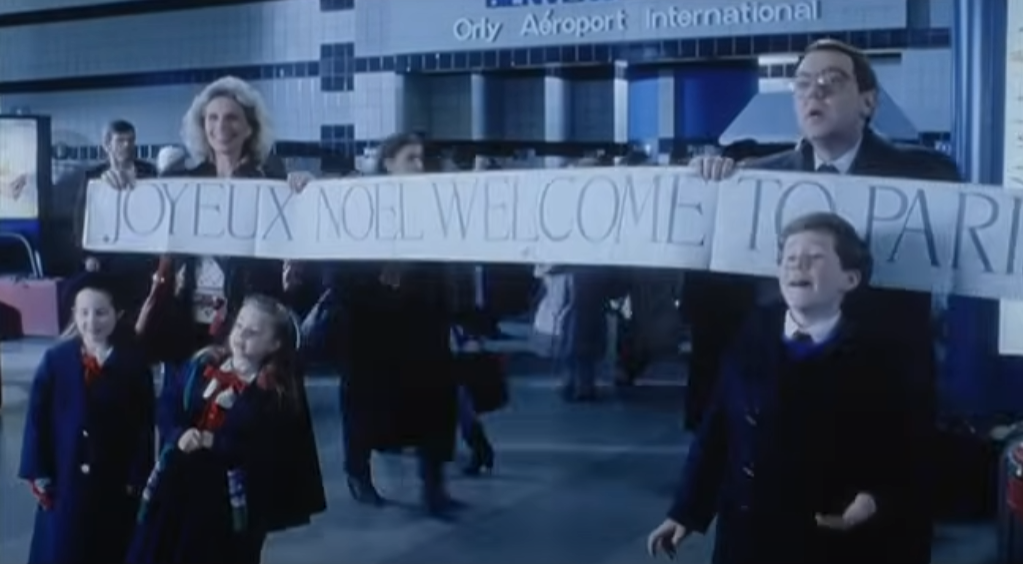 Orly Aéroport International
JOYEUX NOEL WELCOME TO PARI